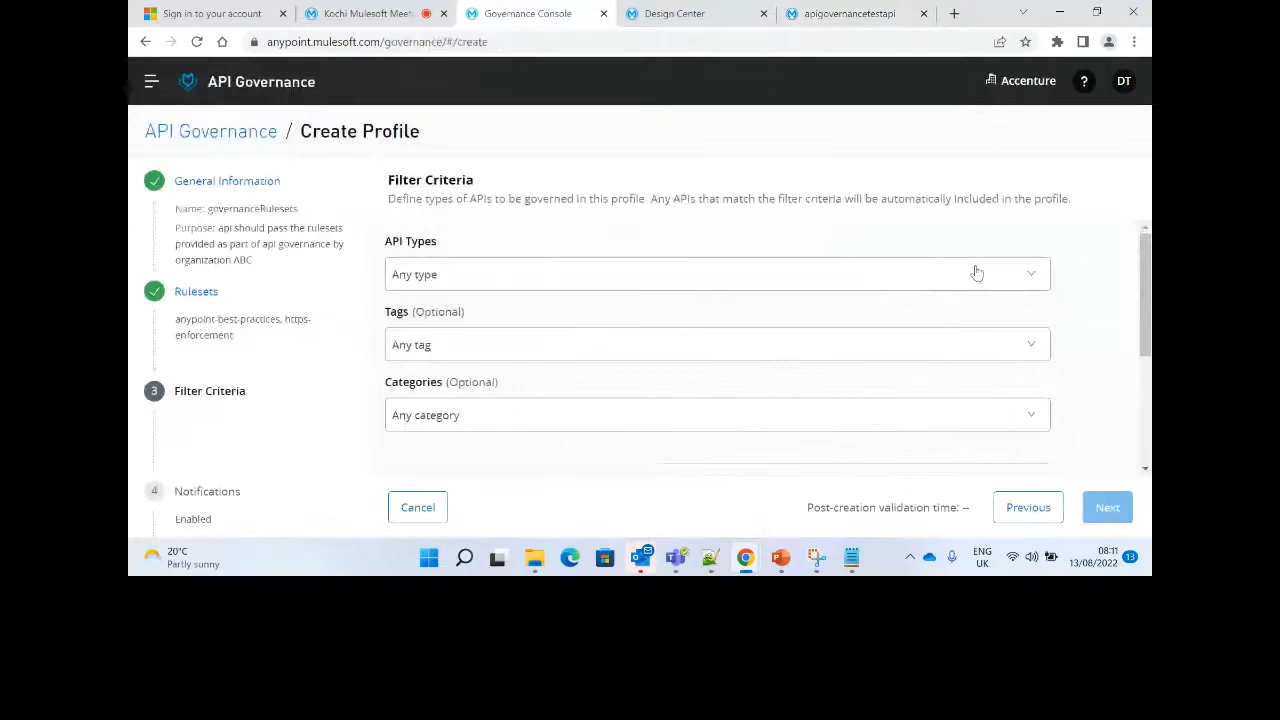 Sign in to your account
Kochi Mulesoft Meet
Governance Console
Design Center
apigovernancetestapi
anypoint.mulesoft.com/governance/#/create
API Governance
Accenture
?
DT
API Governance / Create Profile
General Information
Name: governanceRulesets
Purpose: api should pass the rulesets
provided as part of api governance by
organization ABC
Rulesets
anypoint-best-practices, https-
enforcement
3 Filter Criteria
4 Notifications
Enabled
Filter Criteria
Define types of APIs to be governed in this profile. Any APIs that match the filter criteria will be automatically included in the profile.
API Types
Any type
Tags (Optional)
Any tag
Categories (Optional)
Any category
Cancel
Post-creation validation time: --
Previous
Next
20°C
Partly sunny
ENG
UK
08:11
13/08/2022
13